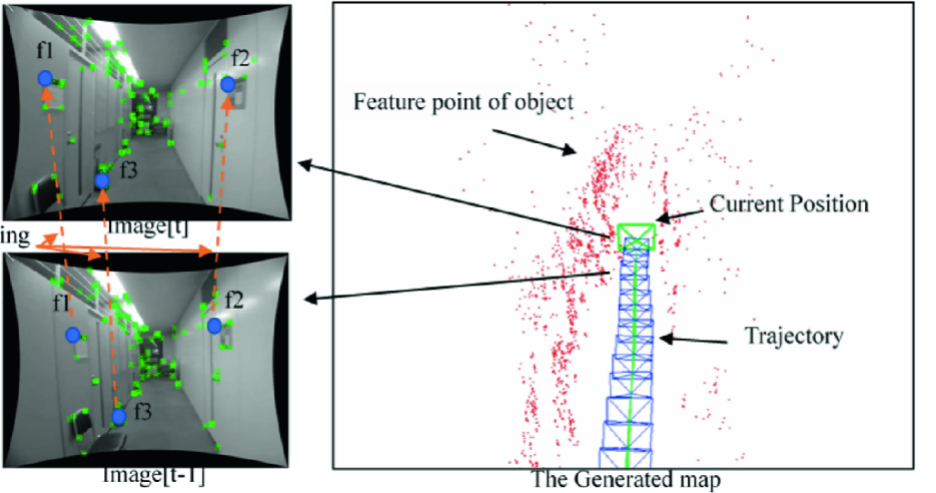 f1
f2
f3
Image[t]
ing
f1
f2
f3
Image[t-1]
Feature point of object
Current Position
Trajectory
The Generated map